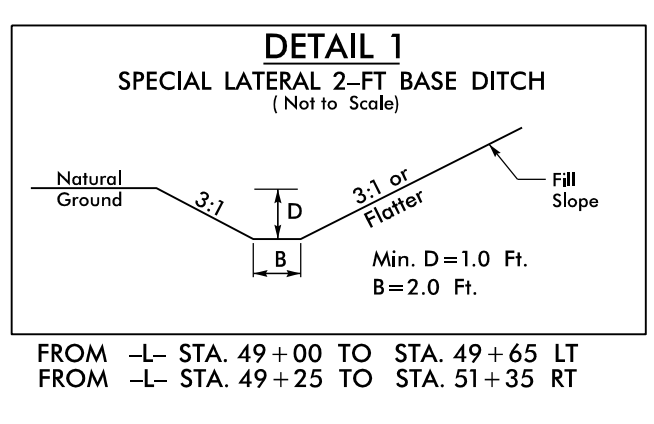 DETAIL 1
SPECIAL LATERAL 2–FT BASE DITCH
( Not to Scale)
Natural
Ground
3:1
D
3:1 or
Flatter
Fill
Slope
B
Min. D=1.0 Ft.
B=2.0 Ft.
FROM –L– STA. 49+00 TO STA. 49+65 LT
FROM –L– STA. 49+25 TO STA. 51+35 RT